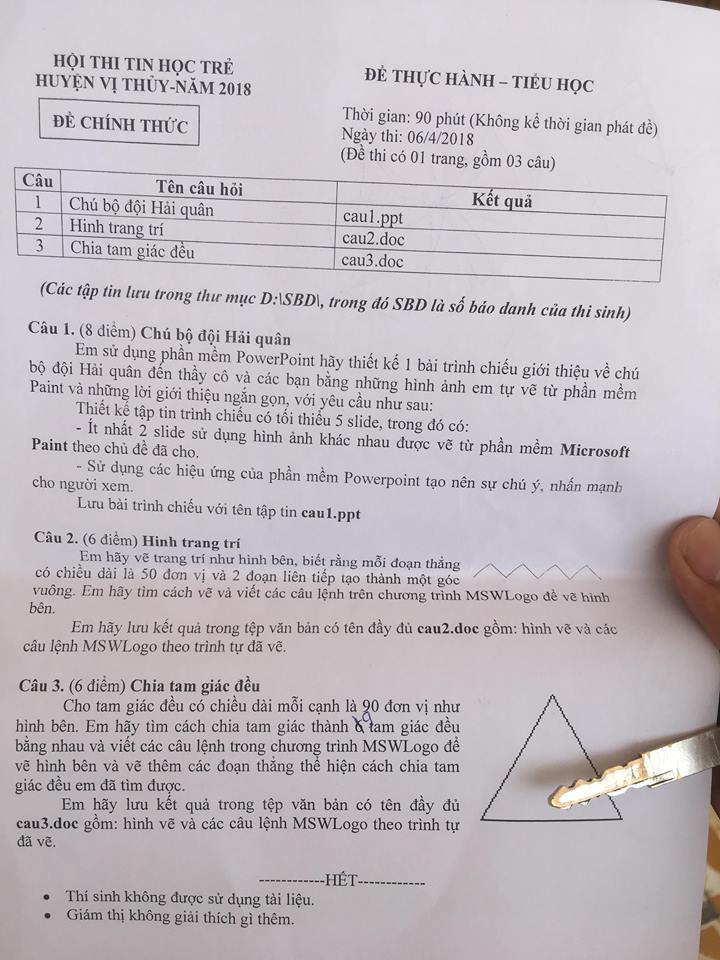 HỘI THI TIN HỌC TRẺ
HUYỆN VỊ THỦY-NĂM 2018
ĐỀ CHÍNH THỨC
ĐỀ THỰC HÀNH – TIỂU HỌC
Thời gian: 90 phút (Không kể thời gian phát đề)
Ngày thi: 06/4/2018
(Đề thi có 01 trang, gồm 03 câu)
Câu Tên câu hỏi Kết quả
1 Chú bộ đội Hải quân cau1.ppt
2 Hình trang trí cau2.doc
3 Chia tam giác đều cau3.doc
(Các tập tin lưu trong thư mục D:\SBD\, trong đó SBD là số báo danh của thí sinh)
Câu 1. (8 điểm) Chú bộ đội Hải quân
Em sử dụng phần mềm PowerPoint hãy thiết kế 1 bài trình chiếu giới thiệu về chú
bộ đội Hải quân đến thầy cô và các bạn bằng những hình ảnh em tự vẽ từ phần mềm
Paint và những lời giới thiệu ngắn gọn, với yêu cầu như sau:
Thiết kế tập tin trình chiếu có tối thiểu 5 slide, trong đó có:
- Ít nhất 2 slide sử dụng hình ảnh khác nhau được vẽ từ phần mềm Microsoft
Paint theo chủ đề đã cho.
- Sử dụng các hiệu ứng của phần mềm Powerpoint tạo nên sự chú ý, nhấn mạnh
cho người xem.
Lưu bài trình chiếu với tên tập tin cau1.ppt
Câu 2. (6 điểm) Hình trang trí
Em hãy vẽ trang trí như hình bên, biết rằng mỗi đoạn thẳng
có chiều dài là 50 đơn vị và 2 đoạn liên tiếp tạo thành một góc
vuông. Em hãy tìm cách vẽ và viết các câu lệnh trên chương trình MSWLogo để vẽ hình
bên.
Em hãy lưu kết quả trong tệp văn bản có tên đầy đủ cau2.doc gồm: hình vẽ và các
câu lệnh MSWLogo theo trình tự đã vẽ.
Câu 3. (6 điểm) Chia tam giác đều
Cho tam giác đều có chiều dài mỗi cạnh là 90 đơn vị như
hình bên. Em hãy tìm cách chia tam giác thành 9 tam giác đều
bằng nhau và viết các câu lệnh trong chương trình MSWLogo để
vẽ hình bên và vẽ thêm các đoạn thẳng thể hiện cách chia tam
giác đều em đã tìm được.
Em hãy lưu kết quả trong tệp văn bản có tên đầy đủ
cau3.doc gồm: hình vẽ và các câu lệnh MSWLogo theo trình tự
đã vẽ.
------------HẾT------------
• Thí sinh không được sử dụng tài liệu.
• Giám thị không giải thích gì thêm.